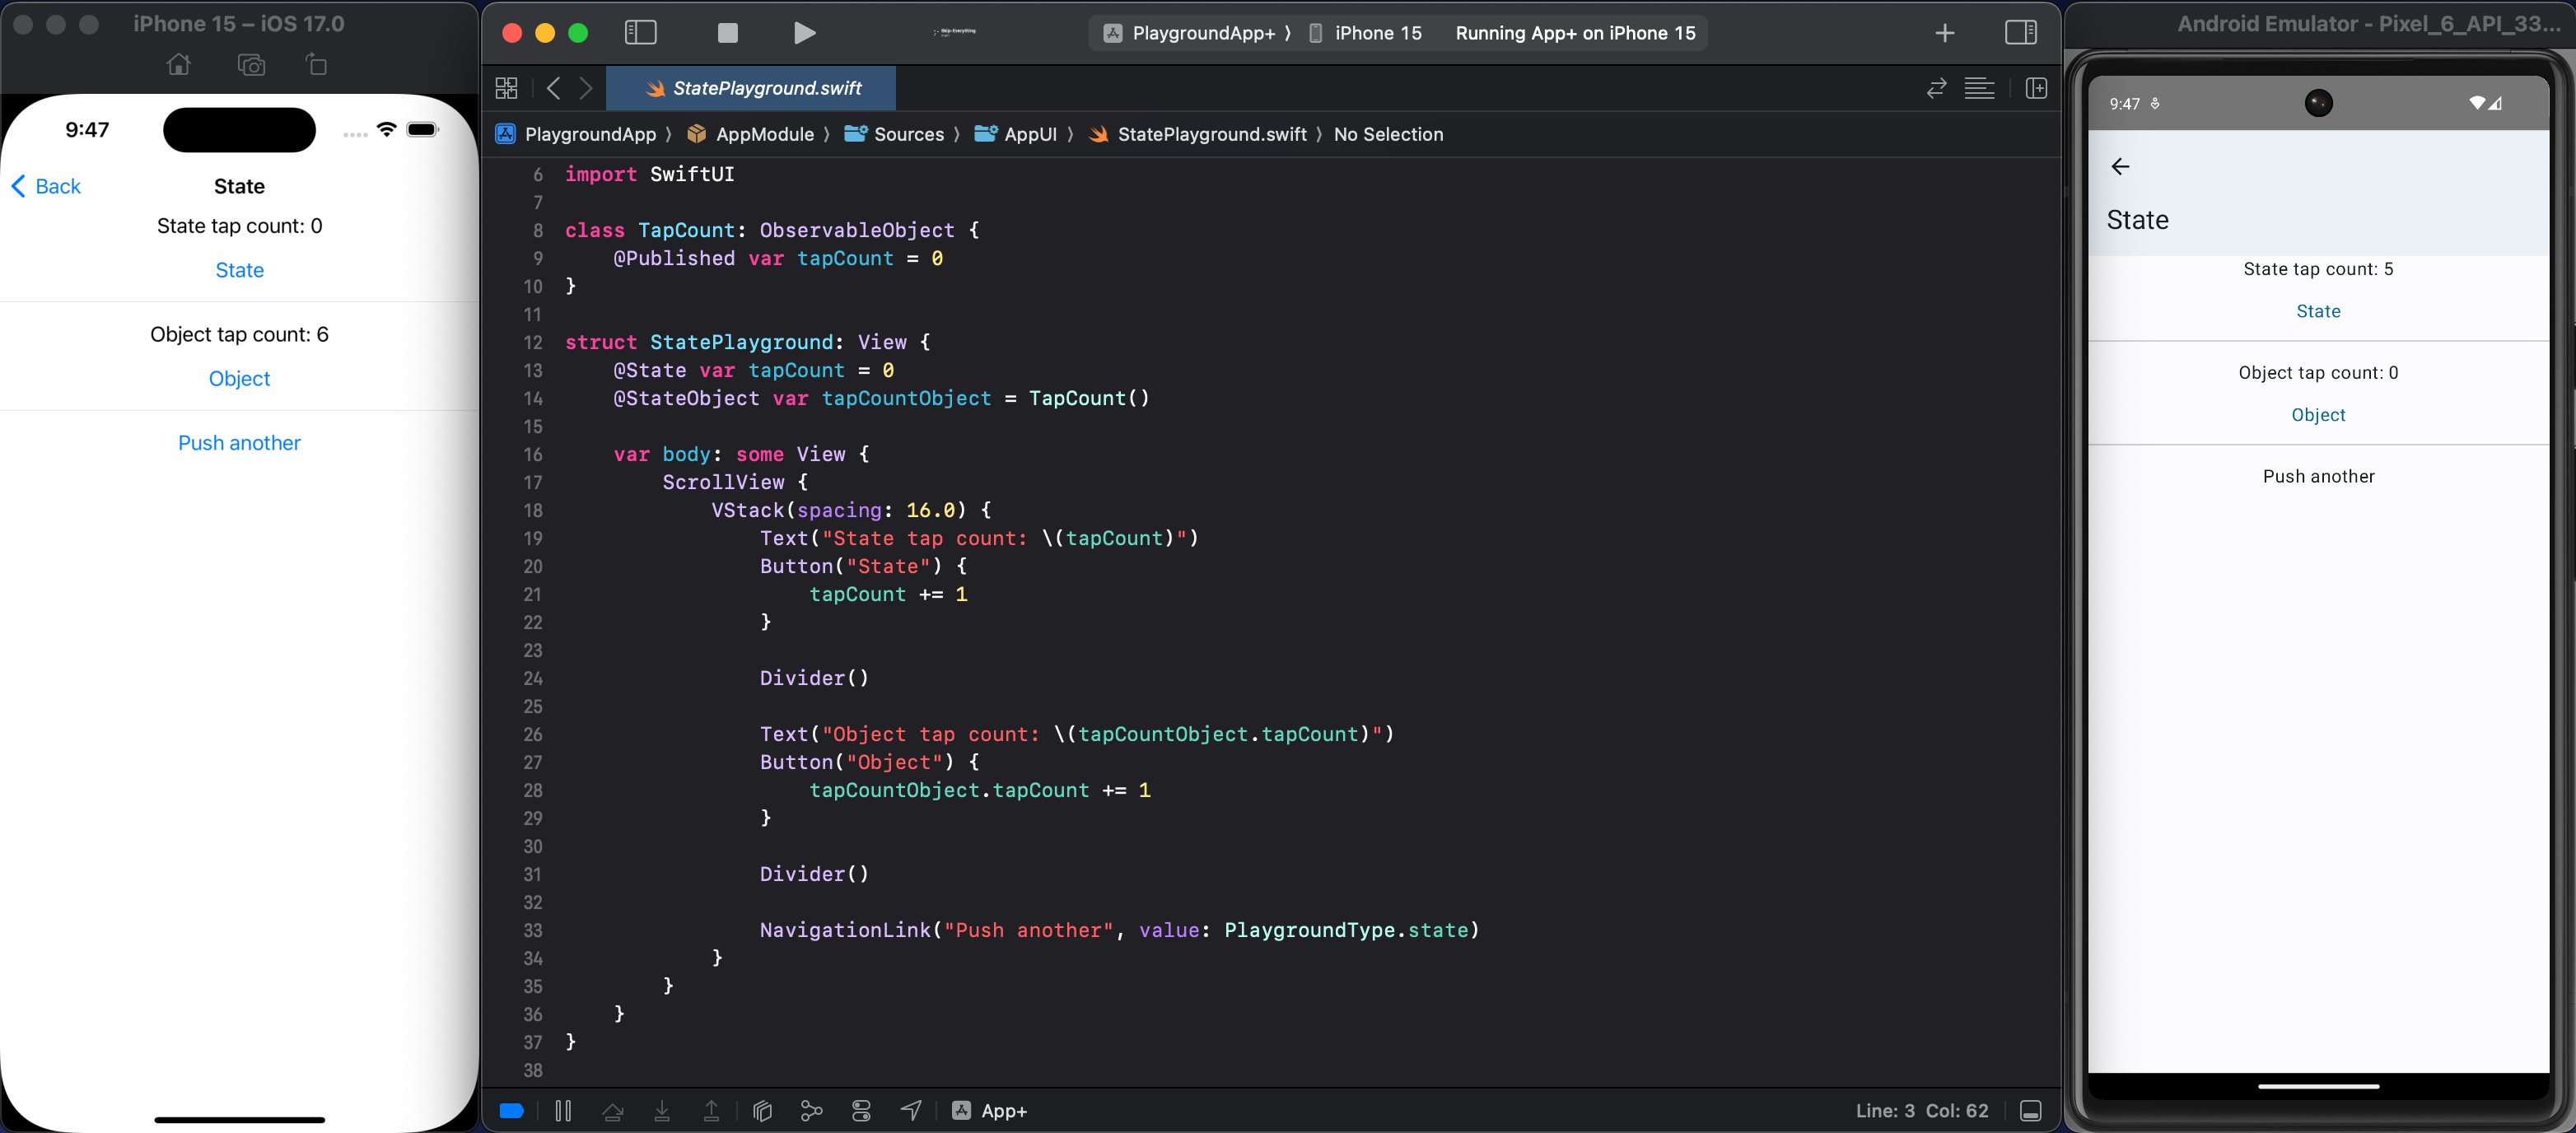 iPhone 15 – iOS 17.0
9:47
Back
State
State tap count: 0
State
Object tap count: 6
Object
Push another
Skip-Everything
PlaygroundApp+ ⟩ iPhone 15 Running App+ on iPhone 15
StatePlayground.swift
PlaygroundApp ⟩ AppModule ⟩ Sources ⟩ AppUI ⟩ StatePlayground.swift ⟩ No Selection
6 import SwiftUI
7
8 class TapCount: ObservableObject {
9     @Published var tapCount = 0
10 }
11
12 struct StatePlayground: View {
13     @State var tapCount = 0
14     @StateObject var tapCountObject = TapCount()
15
16     var body: some View {
17         ScrollView {
18             VStack(spacing: 16.0) {
19                 Text("State tap count: \(tapCount)")
20                 Button("State") {
21                     tapCount += 1
22                 }
23
24                 Divider()
25
26                 Text("Object tap count: \(tapCountObject.tapCount)")
27                 Button("Object") {
28                     tapCountObject.tapCount += 1
29                 }
30
31                 Divider()
32
33                 NavigationLink("Push another", value: PlaygroundType.state)
34             }
35         }
36     }
37 }
38
App+
Line: 3 Col: 62
Android Emulator - Pixel_6_API_33...
9:47
State
State tap count: 5
State
Object tap count: 0
Object
Push another